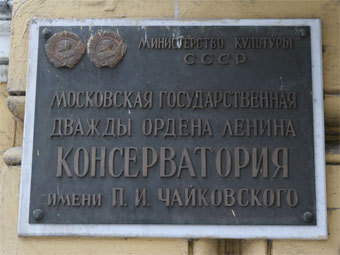 Министерство культуры
СССР
Московская государственная
дважды ордена Ленина
КОНСЕРВАТОРИЯ
имени П. И. Чайковского